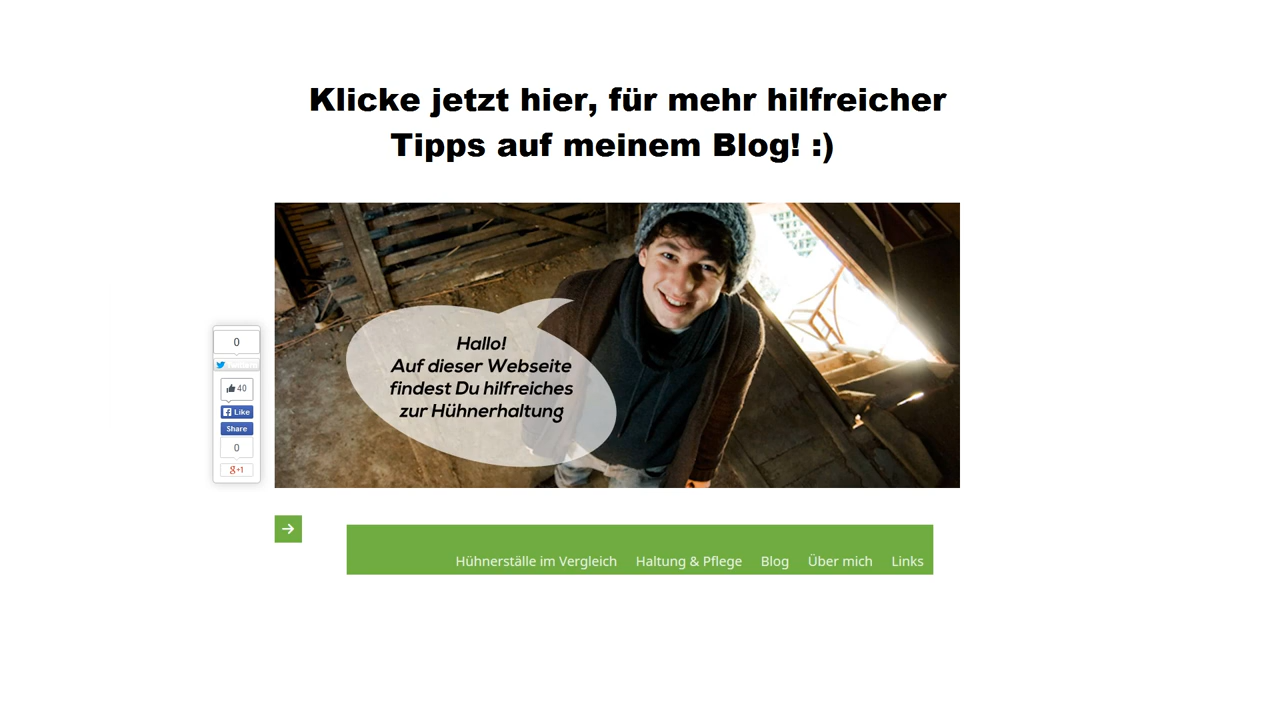 Klicke jetzt hier, für mehr hilfreicher
Tipps auf meinem Blog! :)
Hallo!
Auf dieser Webseite
findest Du hilfreiches
zur Hühnerhaltung
0
40
Like
Share
0
g+1
Hühnerställe im Vergleich Haltung & Pflege Blog Über mich Links